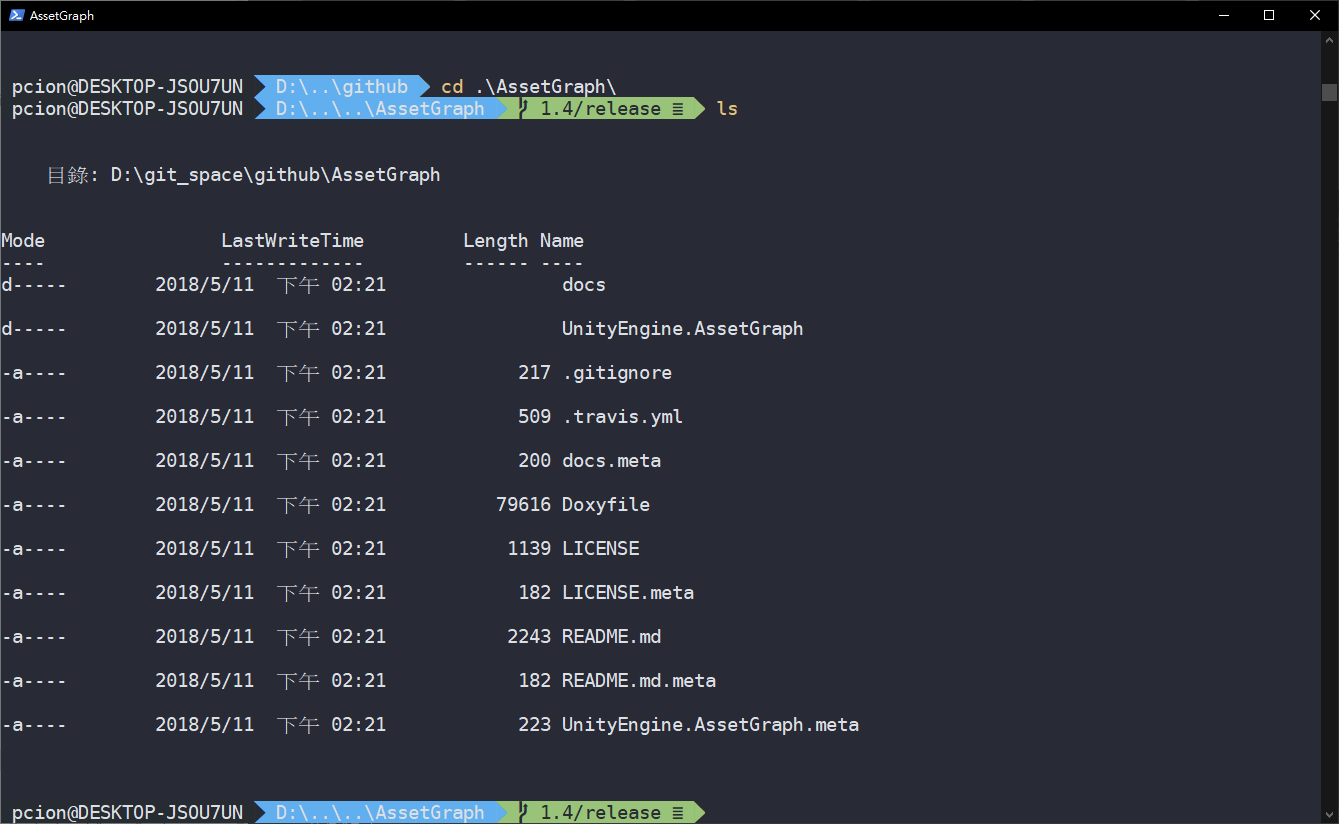 AssetGraph
pcion@DESKTOP-JSOU7UN D:\..\github cd .\AssetGraph\
pcion@DESKTOP-JSOU7UN D:\..\..\AssetGraph 1.4/release ≡ ls
目錄: D:\git_space\github\AssetGraph
Mode LastWriteTime Length Name
---- ------------- ------ ----
d----- 2018/5/11 下午 02:21 docs
d----- 2018/5/11 下午 02:21 UnityEngine.AssetGraph
-a---- 2018/5/11 下午 02:21 217 .gitignore
-a---- 2018/5/11 下午 02:21 509 .travis.yml
-a---- 2018/5/11 下午 02:21 200 docs.meta
-a---- 2018/5/11 下午 02:21 79616 Doxyfile
-a---- 2018/5/11 下午 02:21 1139 LICENSE
-a---- 2018/5/11 下午 02:21 182 LICENSE.meta
-a---- 2018/5/11 下午 02:21 2243 README.md
-a---- 2018/5/11 下午 02:21 182 README.md.meta
-a---- 2018/5/11 下午 02:21 223 UnityEngine.AssetGraph.meta
pcion@DESKTOP-JSOU7UN D:\..\..\AssetGraph 1.4/release ≡